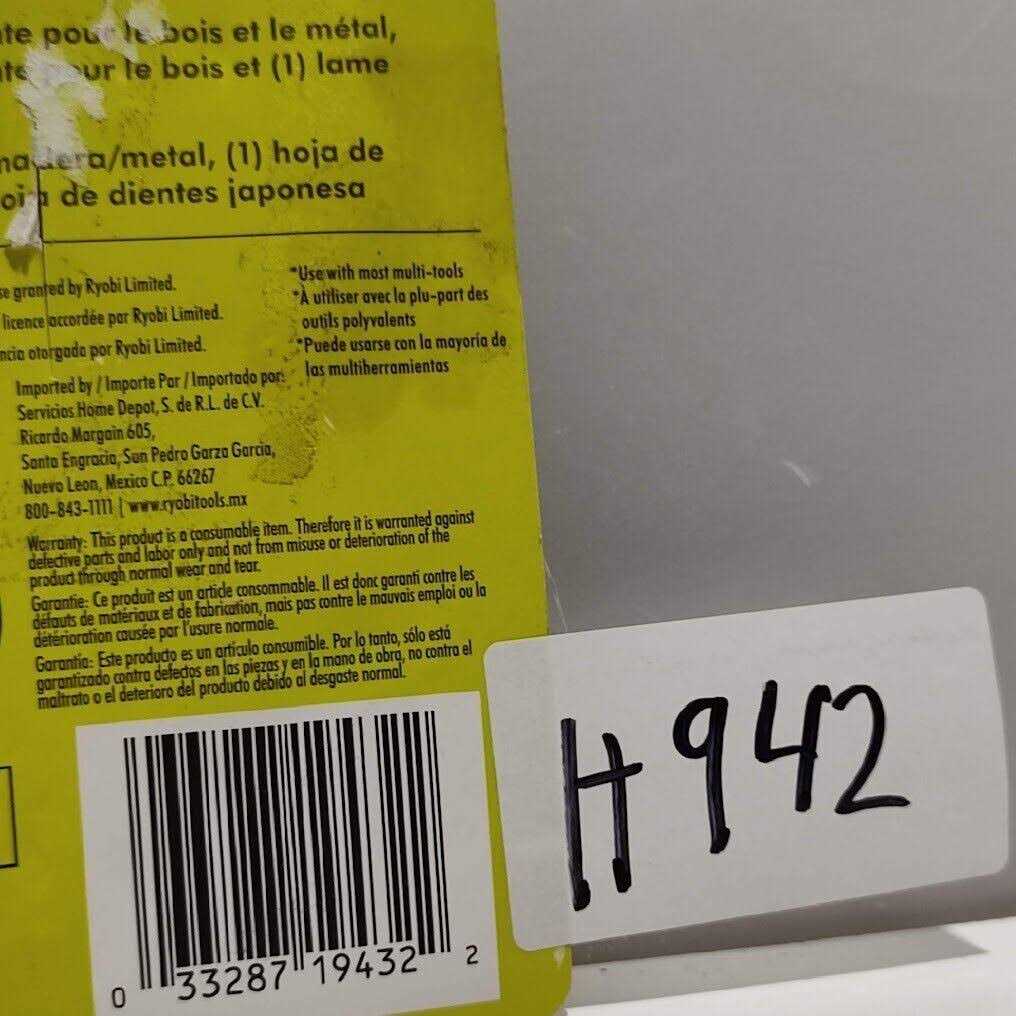 pour le bois et le métal,
pour le bois et (1) lame
madera/metal, (1) hoja de
de dientes japonesa
granted by Ryobi Limited.
licence accordée par Ryobi Limited.
otorgada por Ryobi Limited.
*Use with most multi-tools
*À utiliser avec la plu-part des
outils polyvalents
*Puede usarse con la mayoría de
las multiherramientas
Imported by / Importe Par / Importado por:
Servicios Home Depot, S. de R.L. de C.V.
Ricardo Margain 605,
Santa Engracia, San Pedro Garza Garcia,
Nuevo Leon, Mexico C.P. 66267
800-843-1111 | www.ryobitools.mx
Warranty: This product is a consumable item. Therefore it is warranted against
defective parts and labor only and not from misuse or deterioration of the
product through normal wear and tear.
Garantie: Ce produit est un article consommable. Il est donc garanti contre les
défauts de matériaux et de fabrication, mais pas contre le mauvais emploi ou la
détérioration causée par l'usure normale.
Garantía: Este producto es un artículo consumible. Por lo tanto, sólo está
garantizado contra defectos en las piezas y en la mano de obra, no contra el
maltrato o el deterioro del producto debido al desgaste normal.
0 33287 19432 2
H942